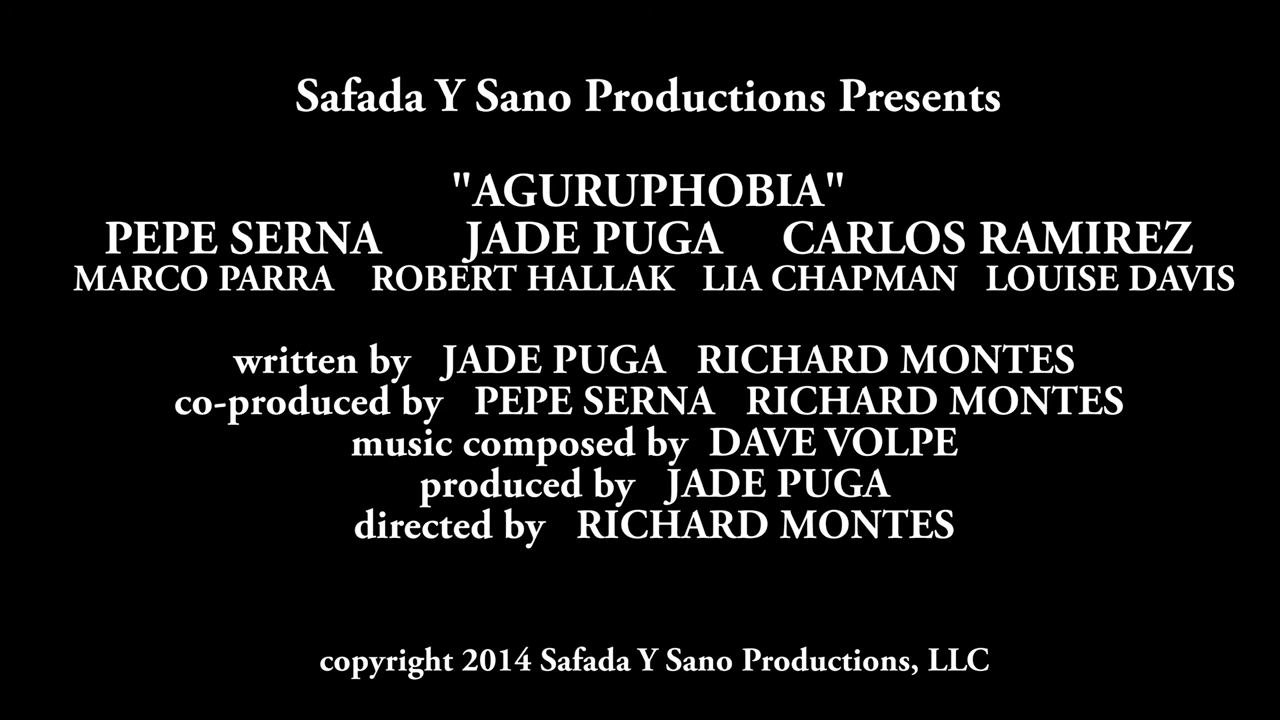 Safada Y Sano Productions Presents
"AGURUPHOBIA"
PEPE SERNA JADE PUGA CARLOS RAMIREZ
MARCO PARRA ROBERT HALLAK LIA CHAPMAN LOUISE DAVIS
written by JADE PUGA RICHARD MONTES
co-produced by PEPE SERNA RICHARD MONTES
music composed by DAVE VOLPE
produced by JADE PUGA
directed by RICHARD MONTES
copyright 2014 Safada Y Sano Productions, LLC